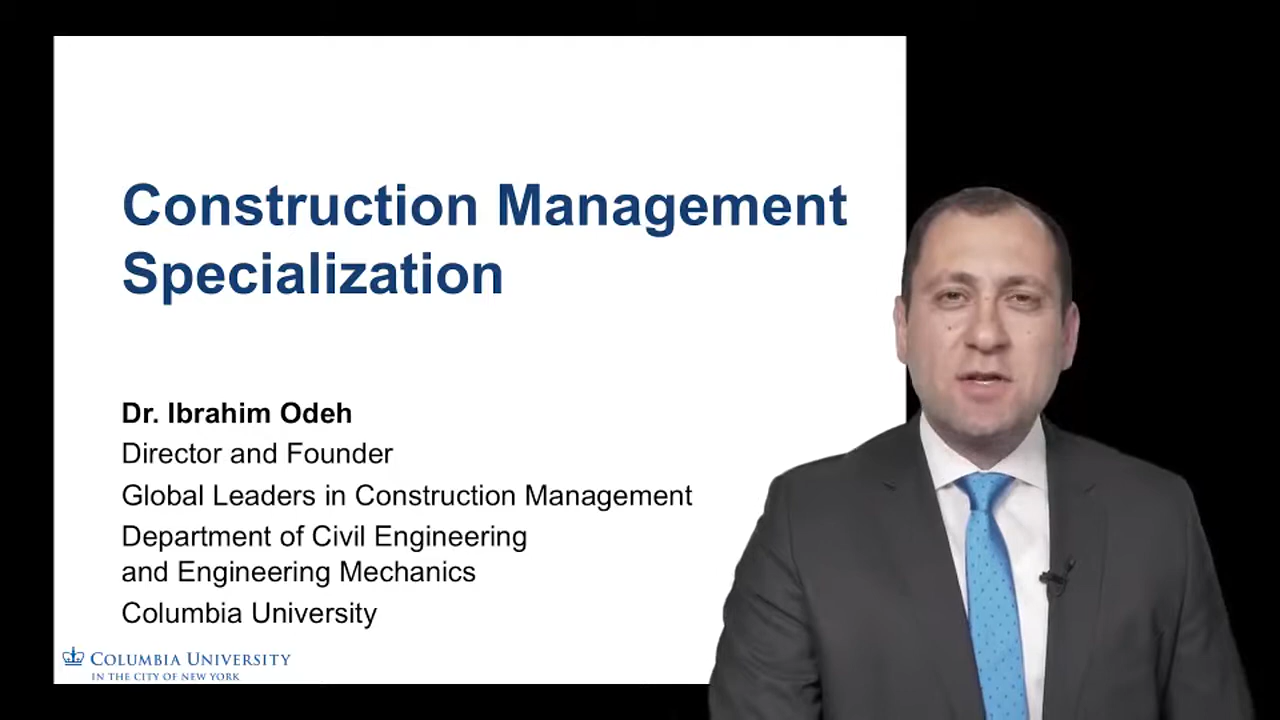 Construction Management
Specialization
Dr. Ibrahim Odeh
Director and Founder
Global Leaders in Construction Management
Department of Civil Engineering
and Engineering Mechanics
Columbia University
COLUMBIA UNIVERSITY
IN THE CITY OF NEW YORK